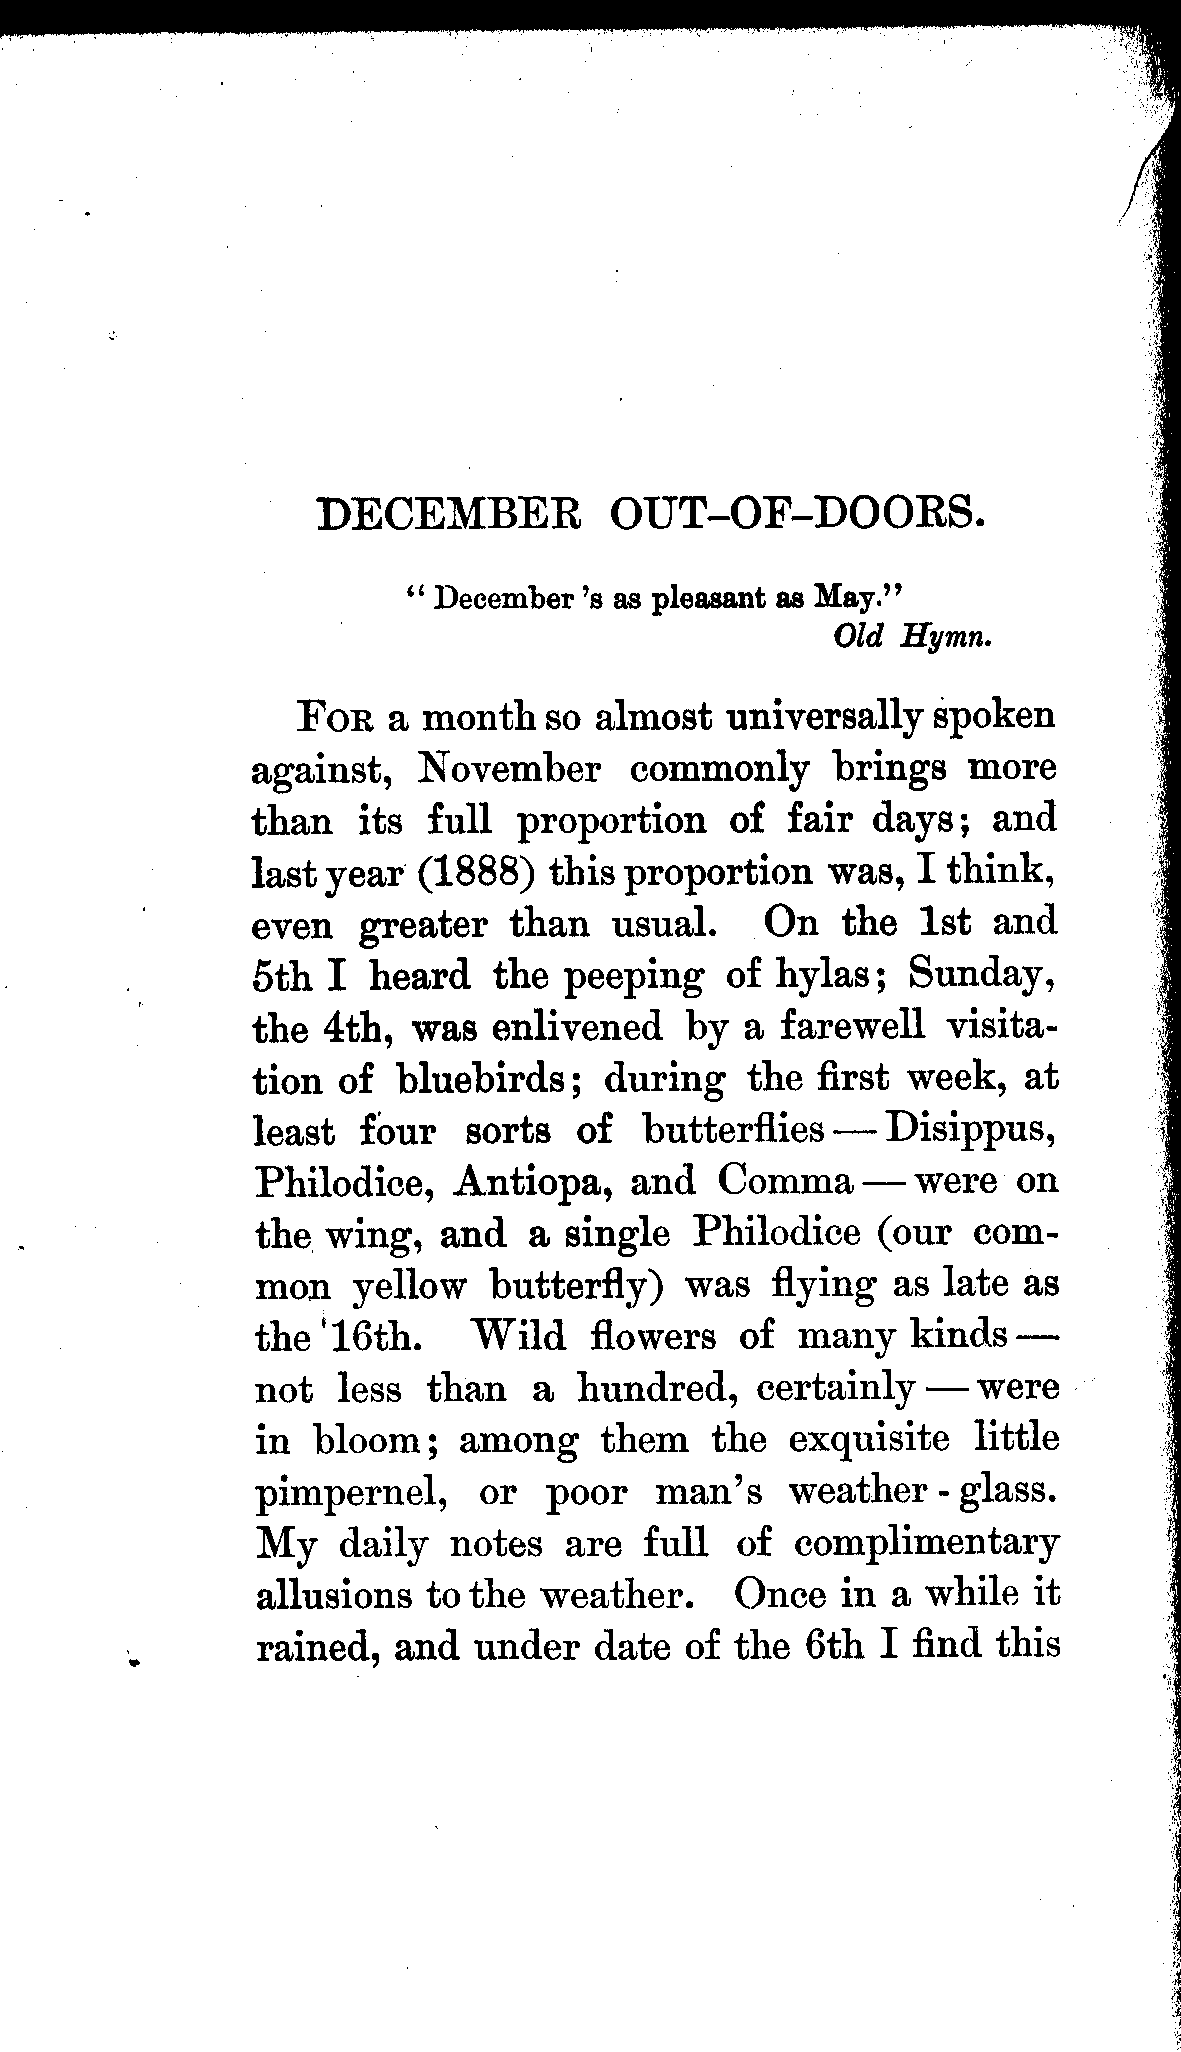 DECEMBER OUT-OF-DOORS.
“December ’s as pleasant as May.”
Old Hymn.
FOR a month so almost universally spoken
against, November commonly brings more
than its full proportion of fair days; and
last year (1888) this proportion was, I think,
even greater than usual. On the 1st and
5th I heard the peeping of hylas; Sunday,
the 4th, was enlivened by a farewell visita-
tion of bluebirds; during the first week, at
least four sorts of butterflies — Disippus,
Philodice, Antiopa, and Comma — were on
the wing, and a single Philodice (our com-
mon yellow butterfly) was flying as late as
the 16th. Wild flowers of many kinds —
not less than a hundred, certainly — were
in bloom; among them the exquisite little
pimpernel, or poor man’s weather-glass.
My daily notes are full of complimentary
allusions to the weather. Once in a while it
rained, and under date of the 6th I find this